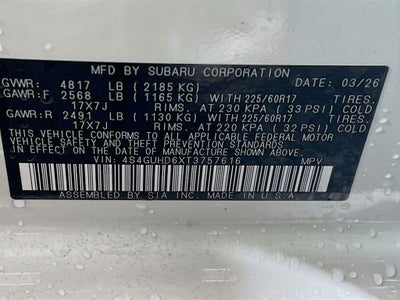 MFD. BY SUBARU CORPORATION DATE: 03/26
GVWR: 4817 LB (2185 KG)
GAWR:F 2568 LB (1165 KG) WITH 225/60R17 TIRES.
17X7J RIMS.AT 230 KPA (33 PSI) COLD
GAWR:R 2491 LB (1130 KG) WITH 225/60R17 TIRES.
17X7J RIMS.AT 220 KPA (32 PSI) COLD
THIS VEHICLE CONFORMS TO ALL APPLICABLE FEDERAL MOTOR
VEHICLE SAFETY, BUMPER, AND THEFT PREVENTION STANDARDS
IN EFFECT ON THE DATE OF MANUFACTURE SHOWN ABOVE.
VIN: 4S4GUHD6XT3757616 MPV
ASSEMBLED BY SIA INC. IN U.S.A.